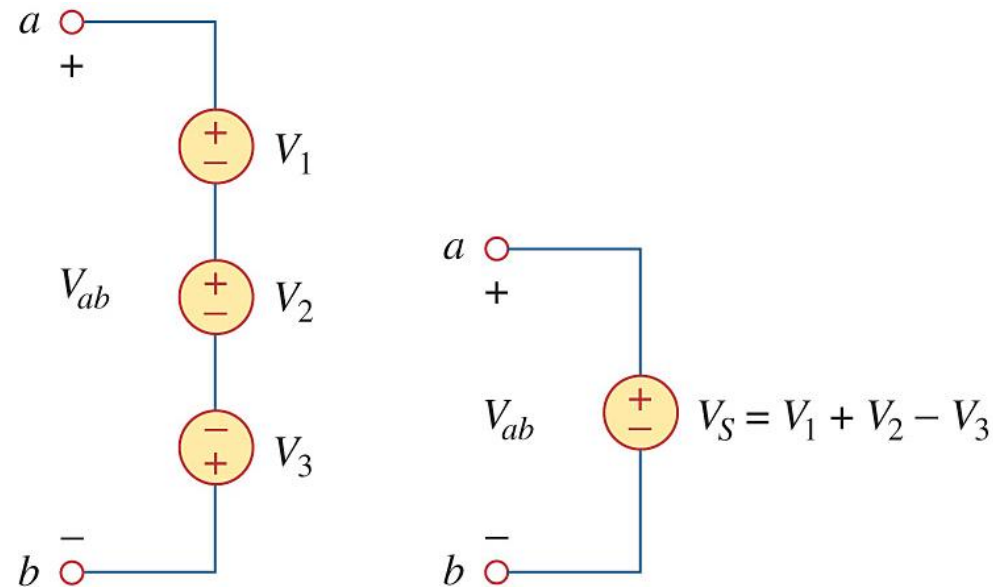 a
+
+
−
V1
Vab
+
−
V2
−
+
V3
−
b
a
+
Vab
+
−
VS = V1 + V2 − V3
−
b